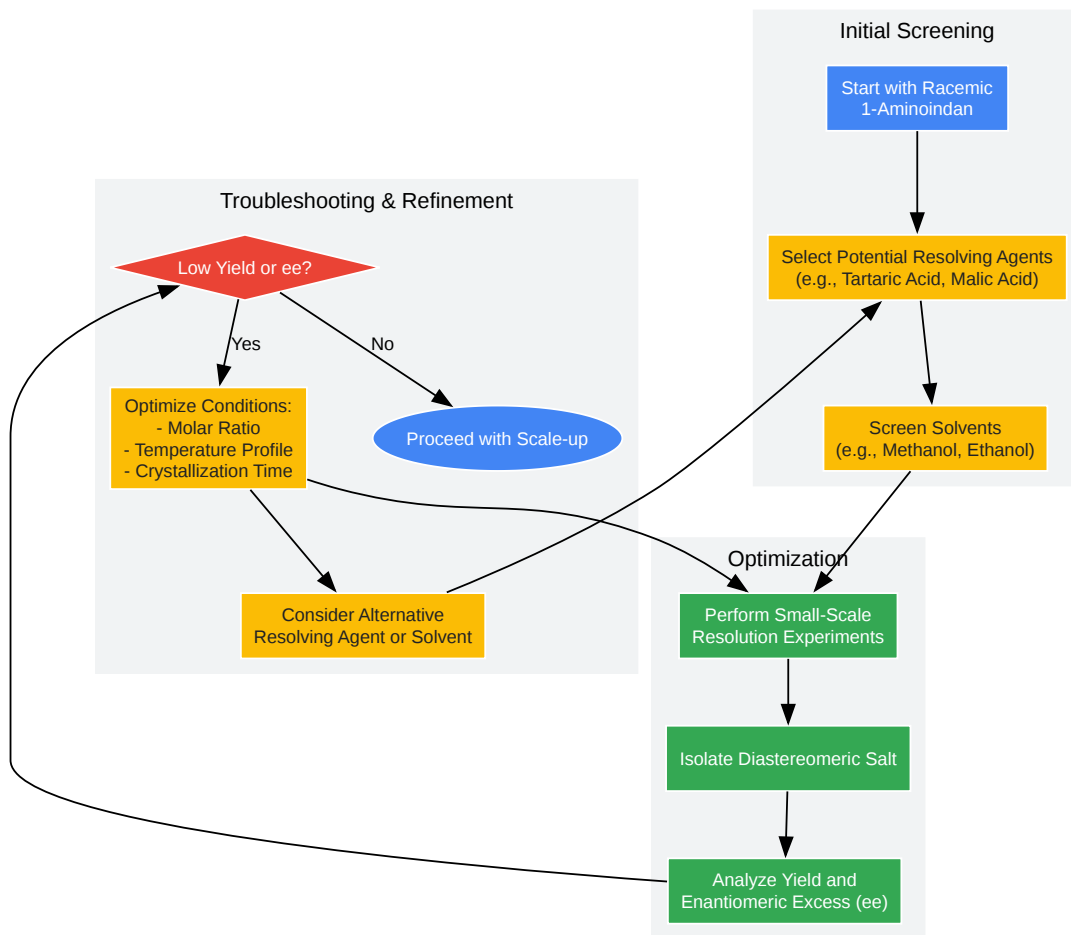 Initial Screening
Start with Racemic
1-Aminoindan
Select Potential Resolving Agents
(e.g., Tartaric Acid, Malic Acid)
Screen Solvents
(e.g., Methanol, Ethanol)
Troubleshooting & Refinement
Low Yield or ee?
Yes
No
Optimize Conditions:
- Molar Ratio
- Temperature Profile
- Crystallization Time
Proceed with Scale-up
Consider Alternative
Resolving Agent or Solvent
Optimization
Perform Small-Scale
Resolution Experiments
Isolate Diastereomeric Salt
Analyze Yield and
Enantiomeric Excess (ee)